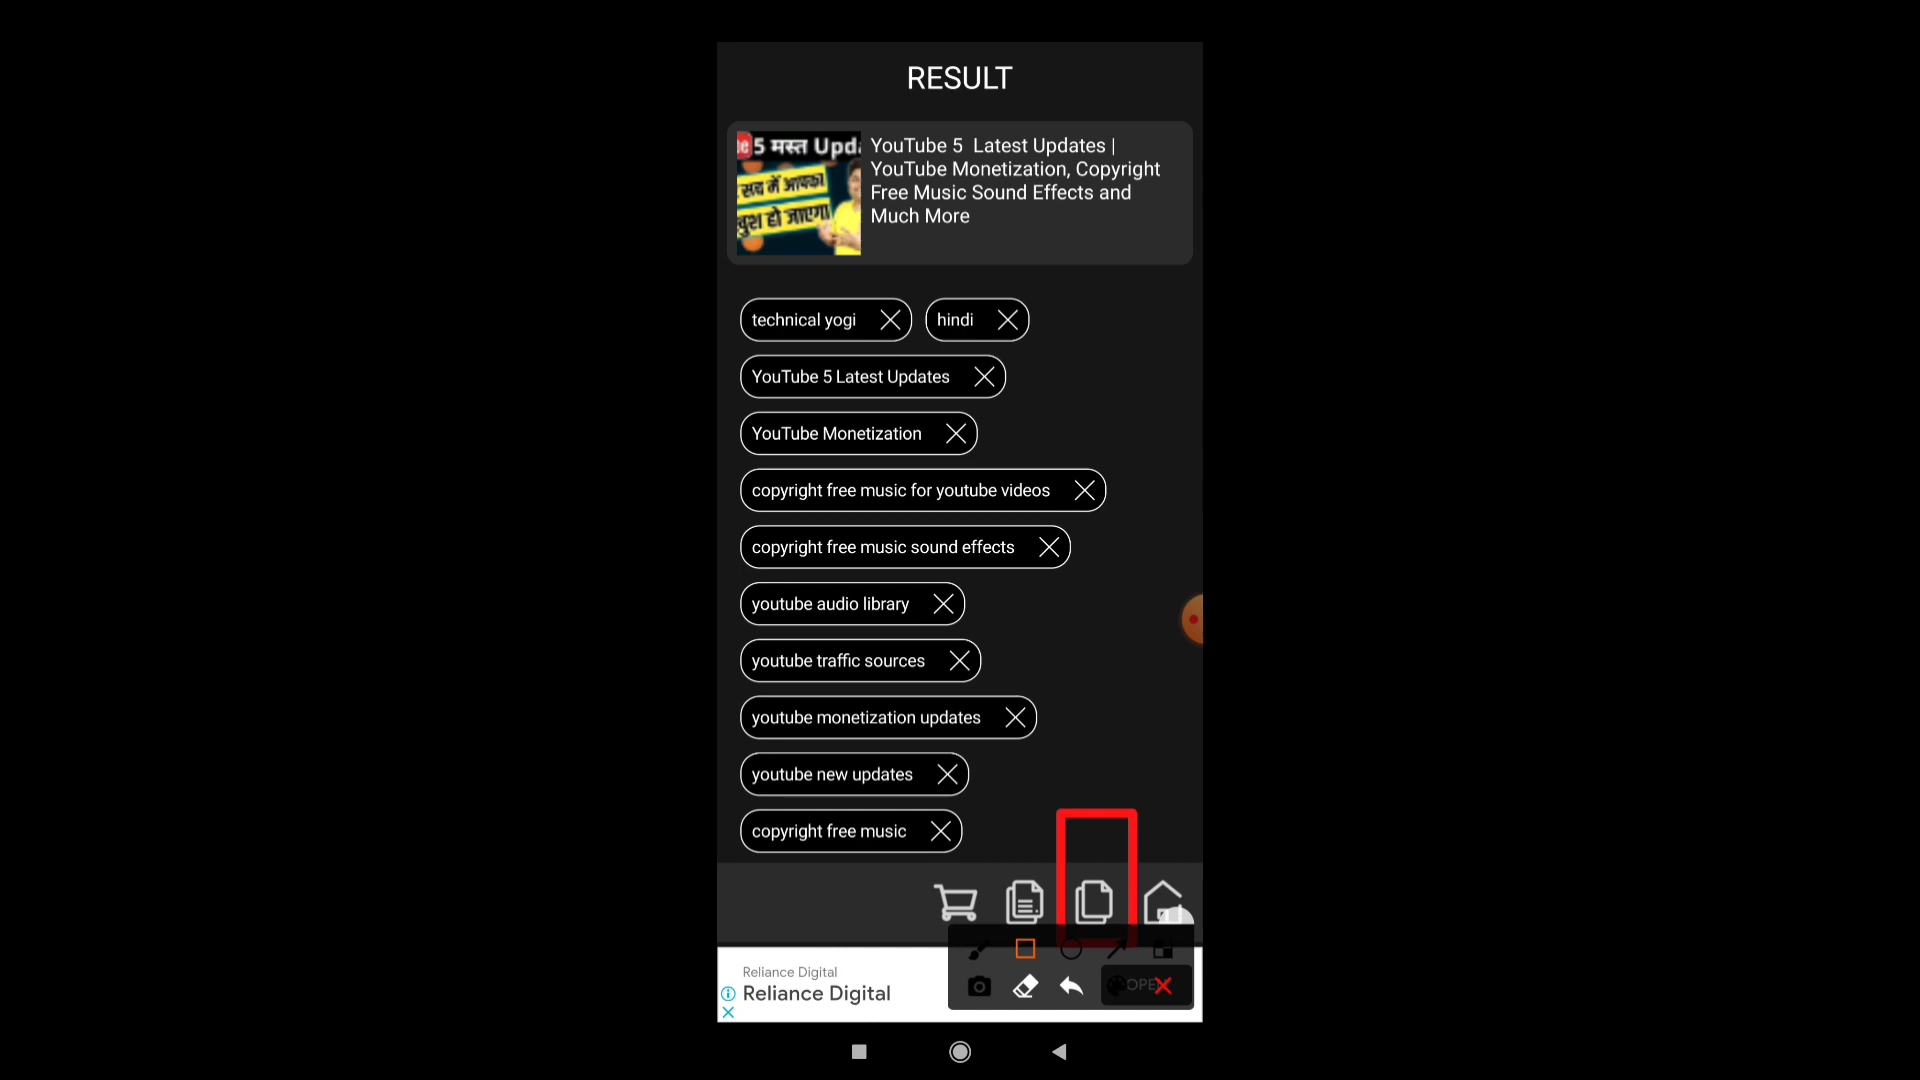 RESULT
5 मस्त Upd
सब में आपका
खुश हो जाएगा
YouTube 5 Latest Updates |
YouTube Monetization, Copyright
Free Music Sound Effects and
Much More
technical yogi
hindi
YouTube 5 Latest Updates
YouTube Monetization
copyright free music for youtube videos
copyright free music sound effects
youtube audio library
youtube traffic sources
youtube monetization updates
youtube new updates
copyright free music
Reliance Digital
Reliance Digital